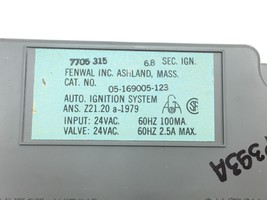 7705 315 6.8 SEC. IGN.
FENWAL INC. ASHLAND, MASS.
CAT. NO.
05-169005-123
AUTO. IGNITION SYSTEM
ANS. Z21.20 a-1979
INPUT: 24VAC. 60HZ 100MA.
VALVE: 24VAC. 60HZ 2.5A MAX.
393A